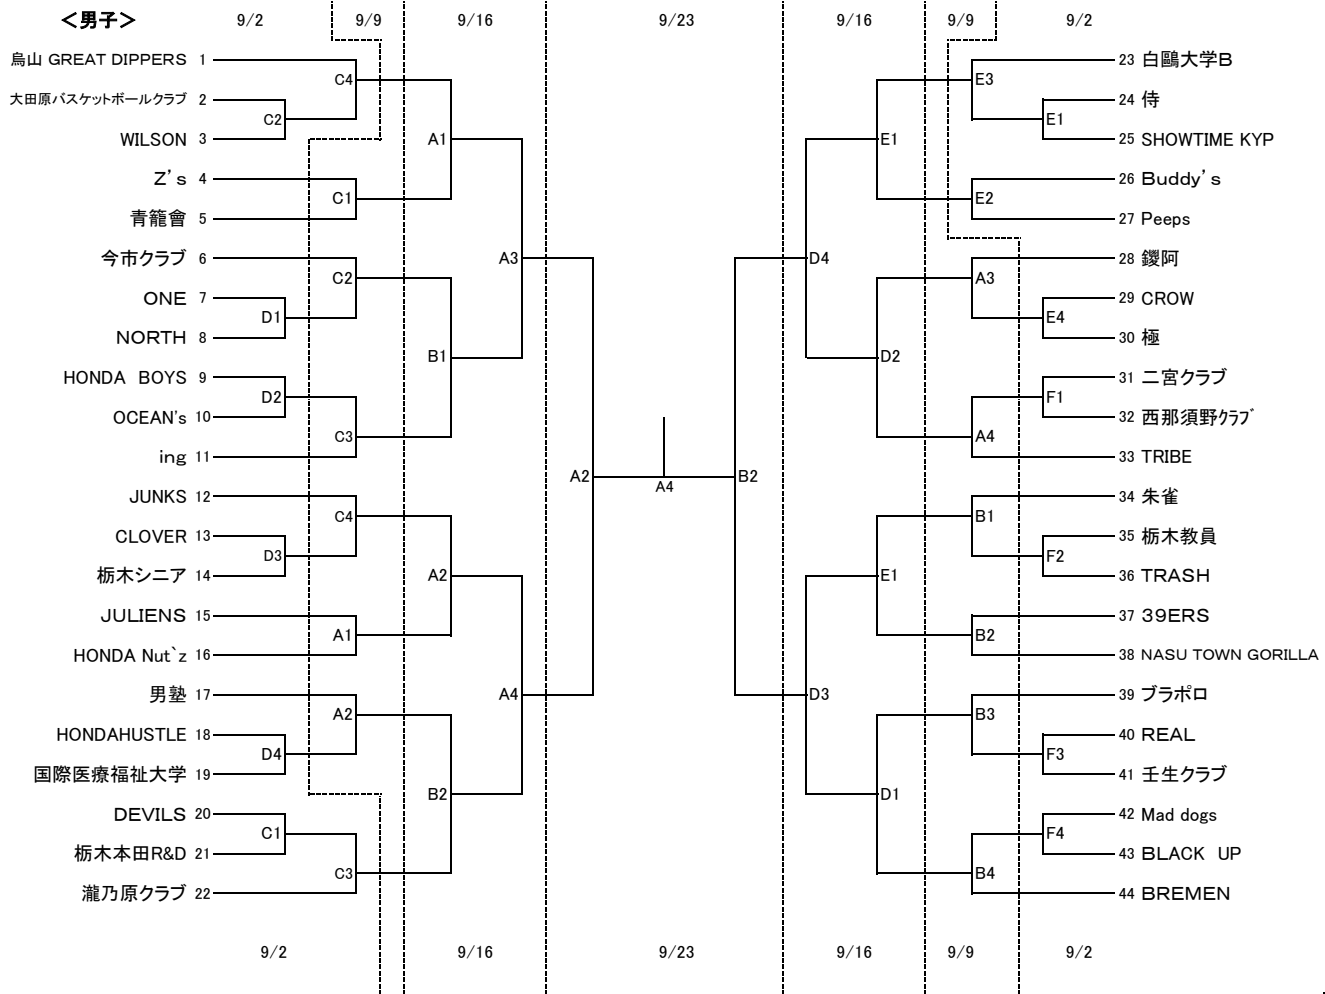 ＜男子＞ 9/2 9/9 9/16 9/23 9/16 9/9 9/2
烏山 GREAT DIPPERS 1
C4
大田原バスケットボールクラブ 2
C2
WILSON 3
A1
Z's 4
C1
青龍會 5
A3
今市クラブ 6
C2
ONE 7
D1
NORTH 8
B1
HONDA BOYS 9
D2
OCEAN's 10
C3
ing 11
A2
JUNKS 12
C4
CLOVER 13
D3
栃木シニア 14
A2
JULIENS 15
A1
HONDA Nut`z 16
A4
男塾 17
A2
HONDAHUSTLE 18
D4
国際医療福祉大学 19
B2
DEVILS 20
C1
栃木本田R&D 21
C3
瀧乃原クラブ 22
A4
B2
23 白鷗大学B
E3
24 侍
E1
25 SHOWTIME KYP
E1
26 Buddy's
E2
27 Peeps
D4
28 鑁阿
A3
29 CROW
E4
30 極
D2
31 二宮クラブ
F1
32 西那須野ｸﾗﾌﾞ
A4
33 TRIBE
34 朱雀
B1
35 栃木教員
F2
36 TRASH
E1
37 39ERS
B2
38 NASU TOWN GORILLA
D3
39 ブラポロ
B3
40 REAL
F3
41 壬生クラブ
D1
42 Mad dogs
F4
43 BLACK UP
B4
44 BREMEN
9/2 9/16 9/23 9/16 9/9 9/2